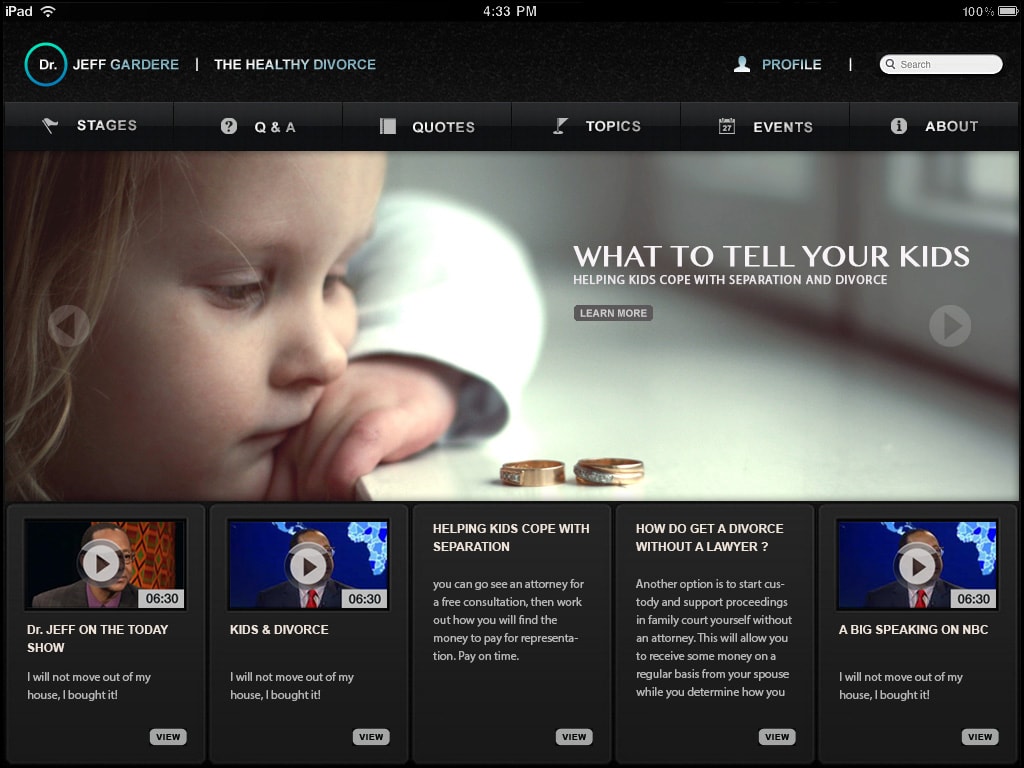 iPad 4:33 PM 100%
Dr. JEFF GARDERE | THE HEALTHY DIVORCE PROFILE | Search
STAGES ? Q & A QUOTES TOPICS 27 EVENTS i ABOUT
WHAT TO TELL YOUR KIDS
HELPING KIDS COPE WITH SEPARATION AND DIVORCE
LEARN MORE
06:30
Dr. JEFF ON THE TODAY
SHOW
I will not move out of my
house, I bought it!
VIEW
06:30
KIDS & DIVORCE
I will not move out of my
house, I bought it!
VIEW
HELPING KIDS COPE WITH
SEPARATION
you can go see an attorney for
a free consultation, then work
out how you will find the
money to pay for representa-
tion. Pay on time.
VIEW
HOW DO GET A DIVORCE
WITHOUT A LAWYER ?
Another option is to start cus-
tody and support proceedings
in family court yourself without
an attorney. This will allow you
to receive some money on a
regular basis from your spouse
while you determine how you
VIEW
06:30
A BIG SPEAKING ON NBC
I will not move out of my
house, I bought it!
VIEW